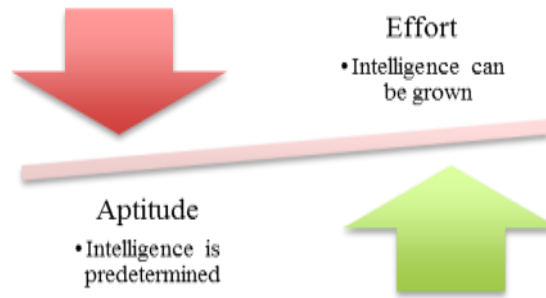 Effort
•Intelligence can
be grown
Aptitude
•Intelligence is
predetermined